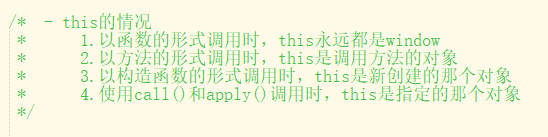 /*  - this的情况
*    1.以函数的形式调用时，this永远都是window
*    2.以方法的形式调用时，this是调用方法的对象
*    3.以构造函数的形式调用时，this是新创建的那个对象
*    4.使用call()和apply()调用时，this是指定的那个对象
*/